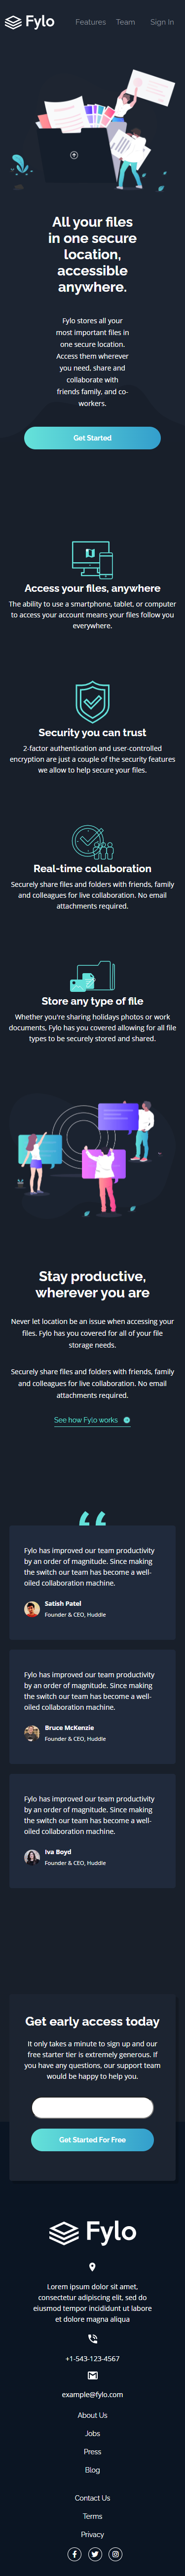 Fylo
Features Team Sign In
All your files
in one secure
location,
accessible
anywhere.
Fylo stores all your
most important files in
one secure location.
Access them wherever
you need, share and
collaborate with
friends family, and co-
workers.
Get Started
Access your files, anywhere
The ability to use a smartphone, tablet, or computer
to access your account means your files follow you
everywhere.
Security you can trust
2-factor authentication and user-controlled
encryption are just a couple of the security features
we allow to help secure your files.
Real-time collaboration
Securely share files and folders with friends, family
and colleagues for live collaboration. No email
attachments required.
Store any type of file
Whether you're sharing holidays photos or work
documents, Fylo has you covered allowing for all file
types to be securely stored and shared.
Stay productive,
wherever you are
Never let location be an issue when accessing your
files. Fylo has you covered for all of your file
storage needs.
Securely share files and folders with friends, family
and colleagues for live collaboration. No email
attachments required.
See how Fylo works
Fylo has improved our team productivity
by an order of magnitude. Since making
the switch our team has become a well-
oiled collaboration machine.
Satish Patel
Founder & CEO, Huddle
Fylo has improved our team productivity
by an order of magnitude. Since making
the switch our team has become a well-
oiled collaboration machine.
Bruce McKenzie
Founder & CEO, Huddle
Fylo has improved our team productivity
by an order of magnitude. Since making
the switch our team has become a well-
oiled collaboration machine.
Iva Boyd
Founder & CEO, Huddle
Get early access today
It only takes a minute to sign up and our
free starter tier is extremely generous. If
you have any questions, our support team
would be happy to help you.
Get Started For Free
Fylo
Lorem ipsum dolor sit amet,
consectetur adipiscing elit, sed do
eiusmod tempor incididunt ut labore
et dolore magna aliqua
+1-543-123-4567
example@fylo.com
About Us
Jobs
Press
Blog
Contact Us
Terms
Privacy